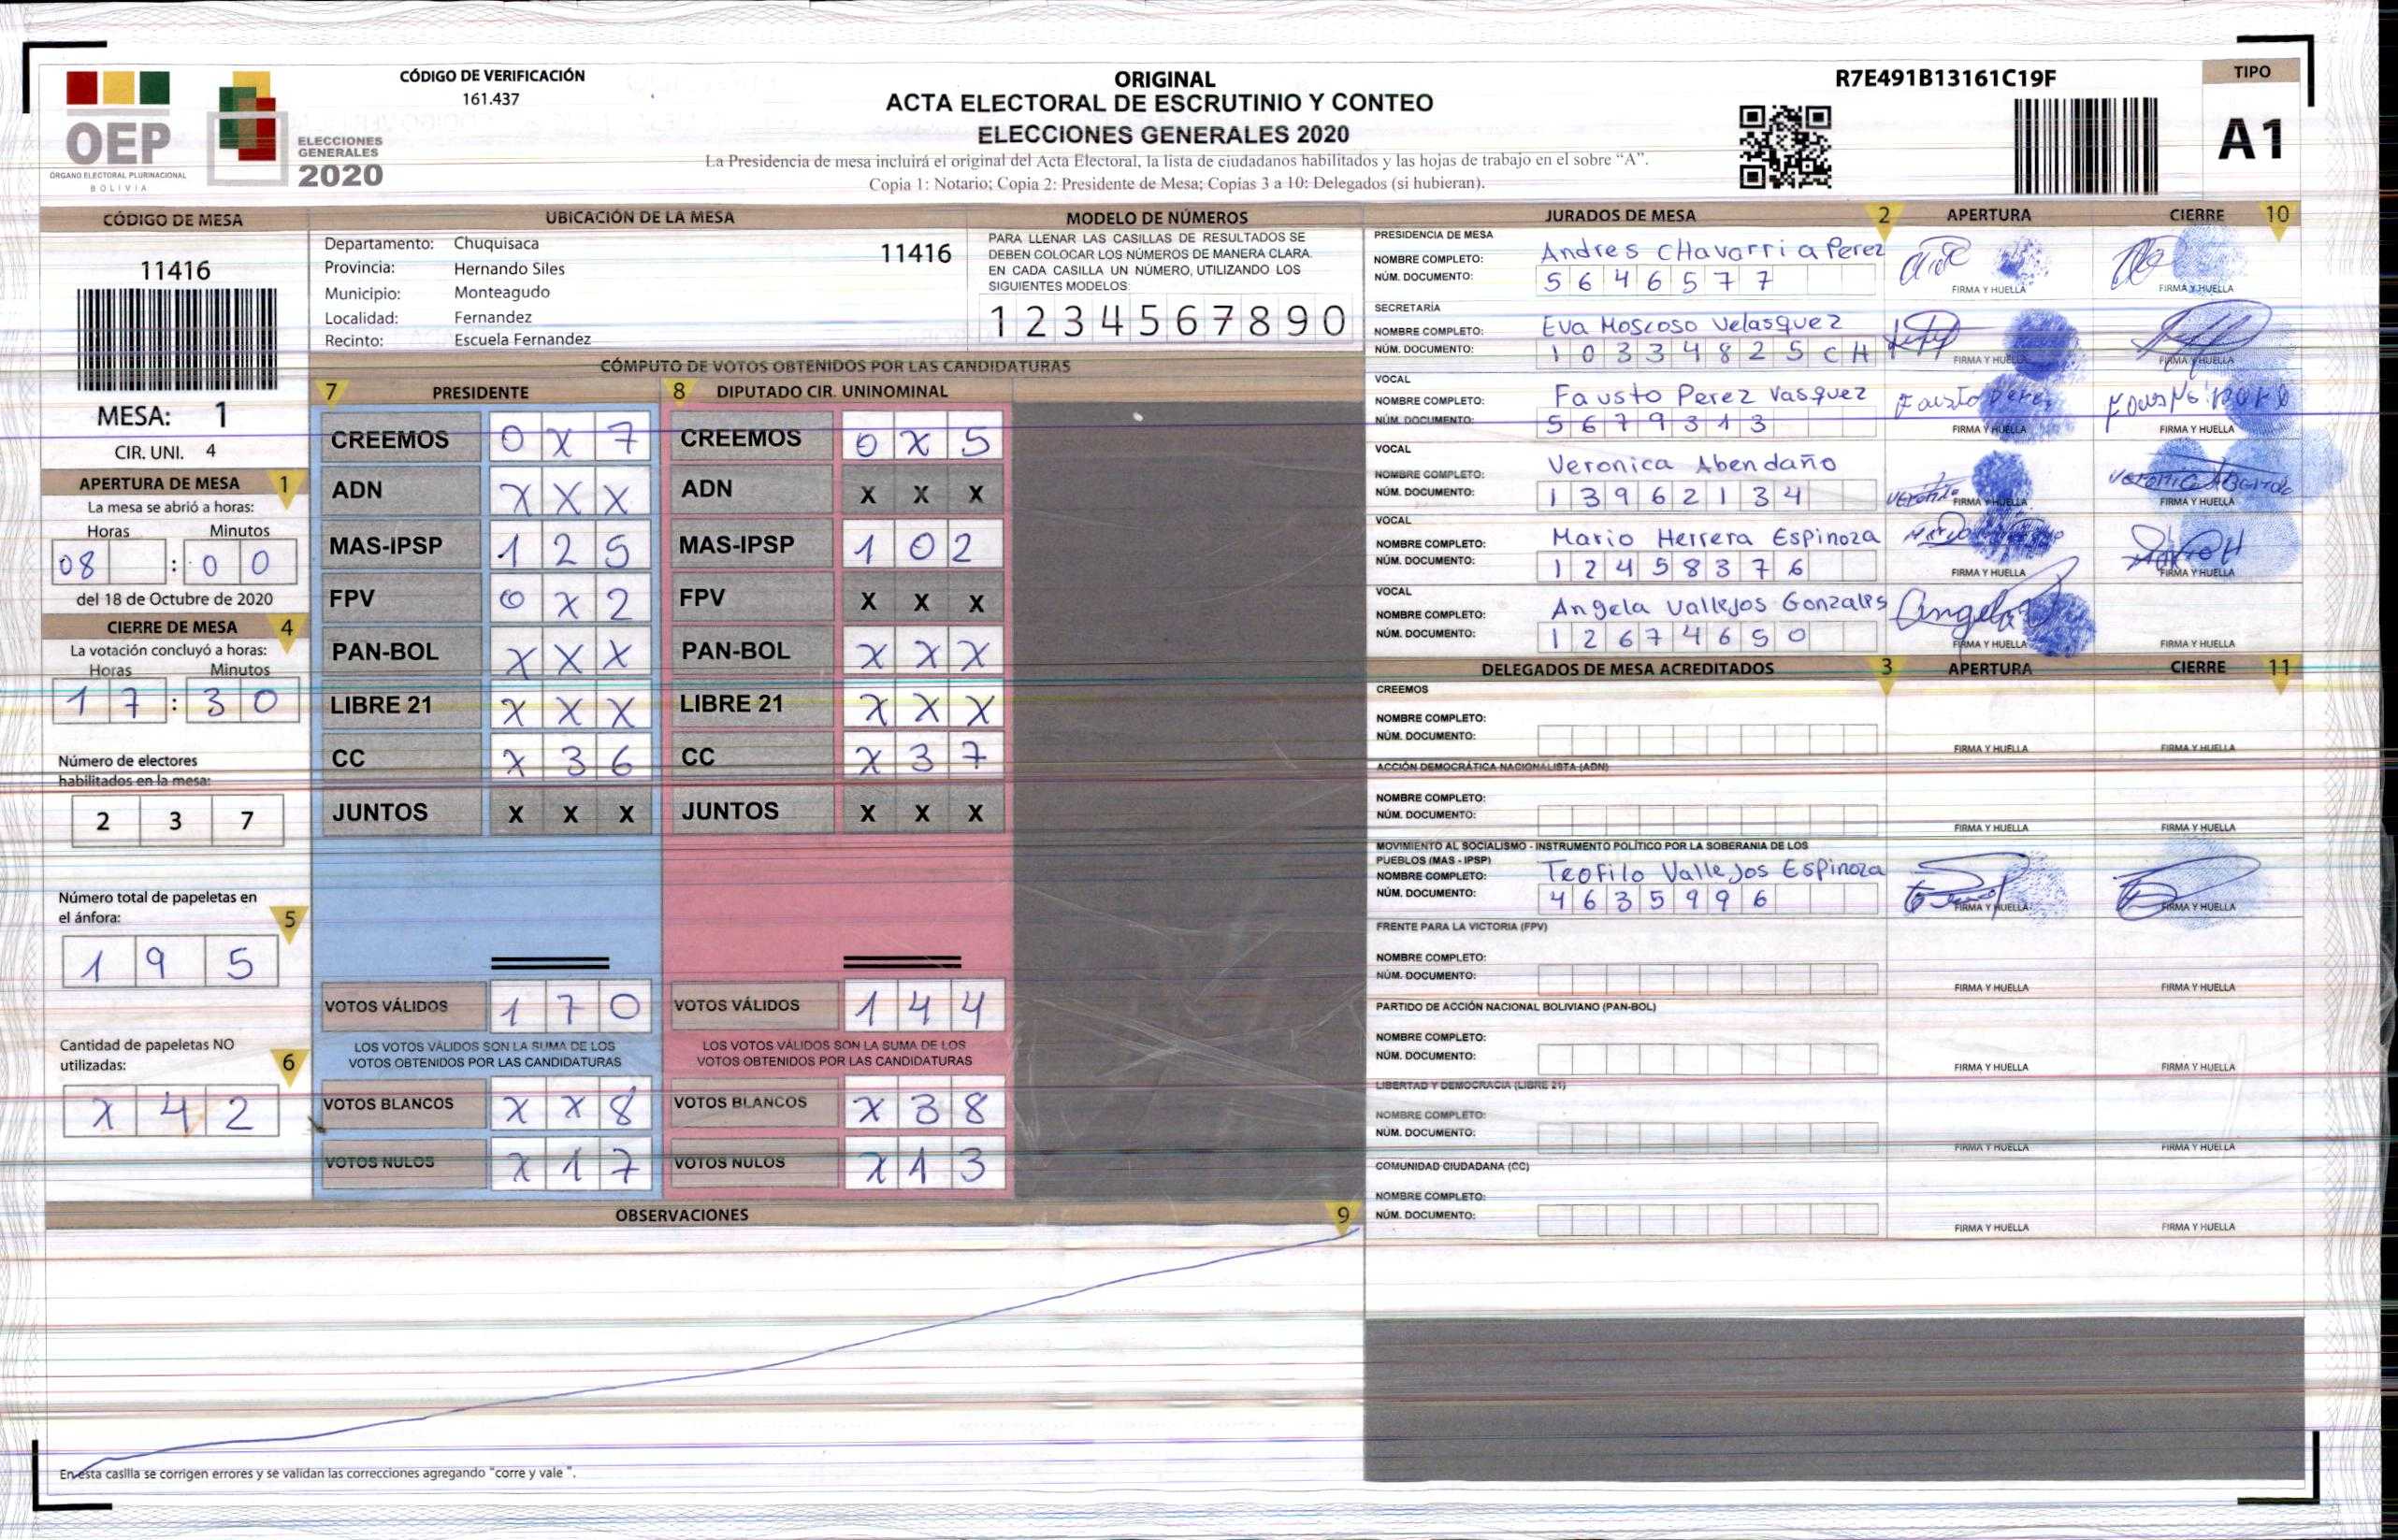 OEP
ÓRGANO ELECTORAL PLURINACIONAL
BOLIVIA
ELECCIONES
GENERALES
2020
CÓDIGO DE VERIFICACIÓN
161.437
ORIGINAL
ACTA ELECTORAL DE ESCRUTINIO Y CONTEO
ELECCIONES GENERALES 2020
La Presidencia de mesa incluirá el original del Acta Electoral, la lista de ciudadanos habilitados y las hojas de trabajo en el sobre “A”.
Copia 1: Notario; Copia 2: Presidente de Mesa; Copias 3 a 10: Delegados (si hubieran).
R7E491B13161C19F
TIPO
A1
CÓDIGO DE MESA
11416
MESA: 1
CIR. UNI. 4
APERTURA DE MESA 1
La mesa se abrió a horas:
Horas Minutos
08 : 0 0
del 18 de Octubre de 2020
CIERRE DE MESA 4
La votación concluyó a horas:
Horas Minutos
1 7 : 3 0
Número de electores
habilitados en la mesa:
2 3 7
Número total de papeletas en
el ánfora: 5
1 9 5
Cantidad de papeletas NO
utilizadas: 6
X 4 2
UBICACIÓN DE LA MESA
Departamento: Chuquisaca 11416
Provincia: Hernando Siles
Municipio: Monteagudo
Localidad: Fernandez
Recinto: Escuela Fernandez
MODELO DE NÚMEROS
PARA LLENAR LAS CASILLAS DE RESULTADOS SE
DEBEN COLOCAR LOS NÚMEROS DE MANERA CLARA.
EN CADA CASILLA UN NÚMERO, UTILIZANDO LOS
SIGUIENTES MODELOS:
1 2 3 4 5 6 7 8 9 0
CÓMPUTO DE VOTOS OBTENIDOS POR LAS CANDIDATURAS
7 PRESIDENTE 8 DIPUTADO CIR. UNINOMINAL
CREEMOS 0 X 7 CREEMOS 0 X 5
ADN X X X ADN X X X
MAS-IPSP 1 2 5 MAS-IPSP 1 0 2
FPV 0 X 2 FPV X X X
PAN-BOL X X X PAN-BOL X X X
LIBRE 21 X X X LIBRE 21 X X X
CC X 3 6 CC X 3 7
JUNTOS X X X JUNTOS X X X
VOTOS VÁLIDOS 1 7 0 VOTOS VÁLIDOS 1 4 4
LOS VOTOS VÁLIDOS SON LA SUMA DE LOS LOS VOTOS VÁLIDOS SON LA SUMA DE LOS
VOTOS OBTENIDOS POR LAS CANDIDATURAS VOTOS OBTENIDOS POR LAS CANDIDATURAS
VOTOS BLANCOS X X 8 VOTOS BLANCOS X 3 8
VOTOS NULOS X 1 7 VOTOS NULOS X 1 3
OBSERVACIONES 9
En esta casilla se corrigen errores y se validan las correcciones agregando "corre y vale ".
JURADOS DE MESA 2 APERTURA CIERRE 10
PRESIDENCIA DE MESA
NOMBRE COMPLETO: Andres CHavarria Perez
NÚM. DOCUMENTO: 5 6 4 6 5 7 7
FIRMA Y HUELLA FIRMA Y HUELLA
SECRETARÍA
NOMBRE COMPLETO: Eva Moscoso Velasquez
NÚM. DOCUMENTO: 1 0 3 3 4 8 2 5 C H
FIRMA Y HUELLA FIRMA Y HUELLA
VOCAL
NOMBRE COMPLETO: Fausto Perez Vasquez
NÚM. DOCUMENTO: 5 6 7 9 3 1 3
Fausto Perez
FIRMA Y HUELLA FIRMA Y HUELLA
VOCAL
NOMBRE COMPLETO: Veronica Abendaño
NÚM. DOCUMENTO: 1 3 9 6 2 1 3 4
FIRMA Y HUELLA FIRMA Y HUELLA
VOCAL
NOMBRE COMPLETO: Mario Herrera Espinoza
NÚM. DOCUMENTO: 1 2 4 5 8 3 7 6
FIRMA Y HUELLA FIRMA Y HUELLA
VOCAL
NOMBRE COMPLETO: Angela Vallejos Gonzales
NÚM. DOCUMENTO: 1 2 6 7 4 6 5 0
Angela
FIRMA Y HUELLA FIRMA Y HUELLA
DELEGADOS DE MESA ACREDITADOS 3 APERTURA CIERRE 11
CREEMOS
NOMBRE COMPLETO:
NÚM. DOCUMENTO:
FIRMA Y HUELLA FIRMA Y HUELLA
ACCIÓN DEMOCRÁTICA NACIONALISTA (ADN)
NOMBRE COMPLETO:
NÚM. DOCUMENTO:
FIRMA Y HUELLA FIRMA Y HUELLA
MOVIMIENTO AL SOCIALISMO - INSTRUMENTO POLÍTICO POR LA SOBERANIA DE LOS
PUEBLOS (MAS - IPSP)
NOMBRE COMPLETO: Teofilo Vallejos Espinoza
NÚM. DOCUMENTO: 4 6 3 5 9 9 6
FIRMA Y HUELLA FIRMA Y HUELLA
FRENTE PARA LA VICTORIA (FPV)
NOMBRE COMPLETO:
NÚM. DOCUMENTO:
FIRMA Y HUELLA FIRMA Y HUELLA
PARTIDO DE ACCIÓN NACIONAL BOLIVIANO (PAN-BOL)
NOMBRE COMPLETO:
NÚM. DOCUMENTO:
FIRMA Y HUELLA FIRMA Y HUELLA
LIBERTAD Y DEMOCRACIA (LIBRE 21)
NOMBRE COMPLETO:
NÚM. DOCUMENTO:
FIRMA Y HUELLA FIRMA Y HUELLA
COMUNIDAD CIUDADANA (CC)
NOMBRE COMPLETO:
NÚM. DOCUMENTO:
FIRMA Y HUELLA FIRMA Y HUELLA